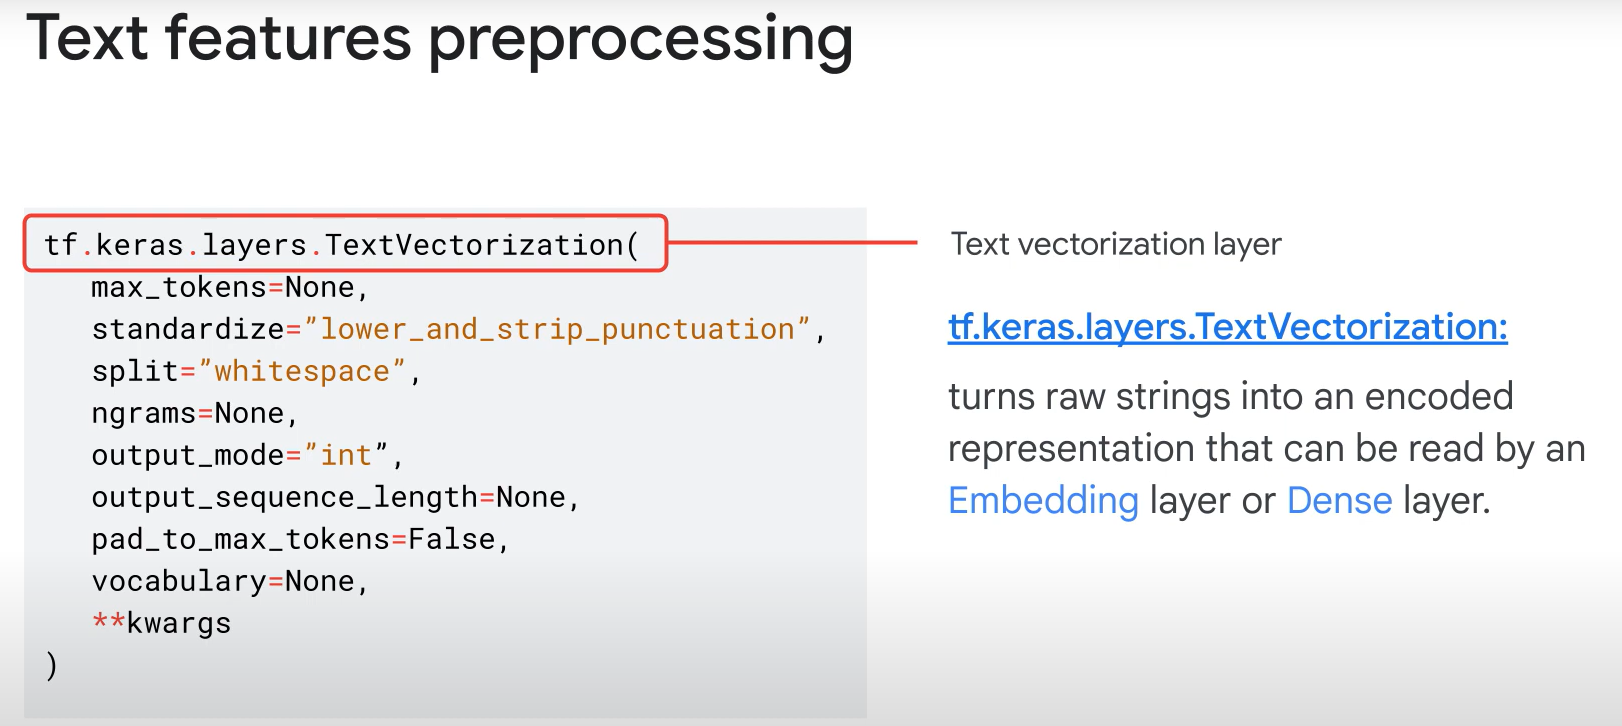 Text features preprocessing
tf.keras.layers.TextVectorization(
max_tokens=None,
standardize=”lower_and_strip_punctuation”,
split=”whitespace”,
ngrams=None,
output_mode=”int”,
output_sequence_length=None,
pad_to_max_tokens=False,
vocabulary=None,
**kwargs
)
Text vectorization layer
tf.keras.layers.TextVectorization:
turns raw strings into an encoded
representation that can be read by an
Embedding layer or Dense layer.